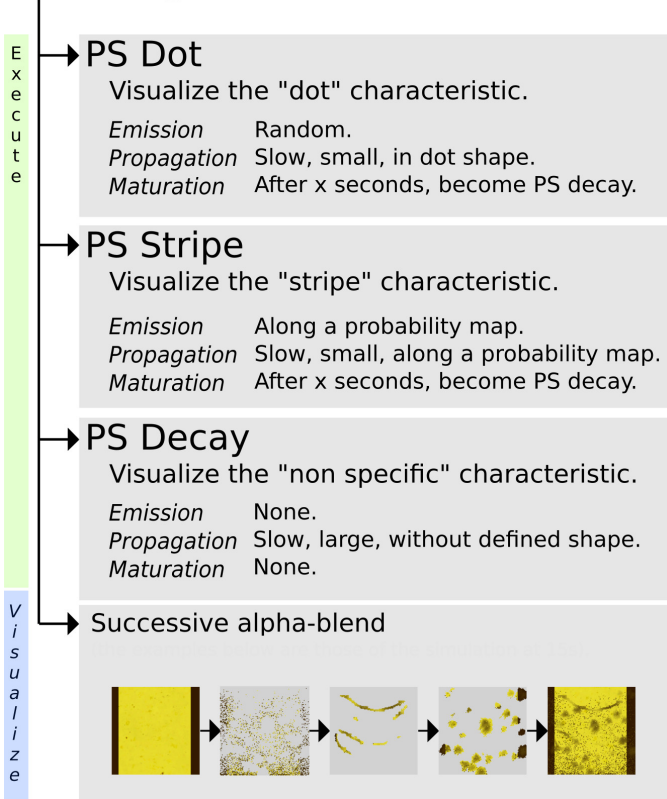 Execute
PS Dot
Visualize the "dot" characteristic.
Emission Random.
Propagation Slow, small, in dot shape.
Maturation After x seconds, become PS decay.
PS Stripe
Visualize the "stripe" characteristic.
Emission Along a probability map.
Propagation Slow, small, along a probability map.
Maturation After x seconds, become PS decay.
PS Decay
Visualize the "non specific" characteristic.
Emission None.
Propagation Slow, large, without defined shape.
Maturation None.
Visualize
Successive alpha-blend